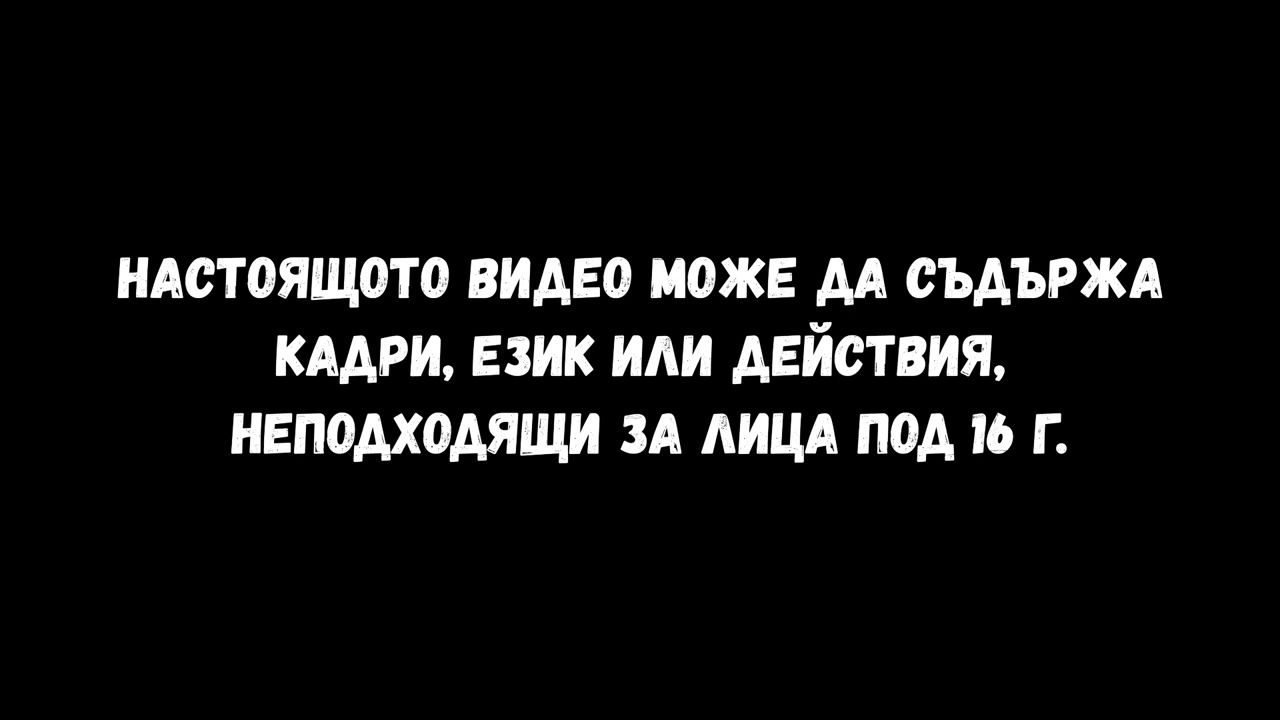 НАСТОЯЩОТО ВИДЕО МОЖЕ ДА СЪДЪРЖА
КАДРИ, ЕЗИК ИЛИ ДЕЙСТВИЯ,
НЕПОДХОДЯЩИ ЗА ЛИЦА ПОД 16 Г.